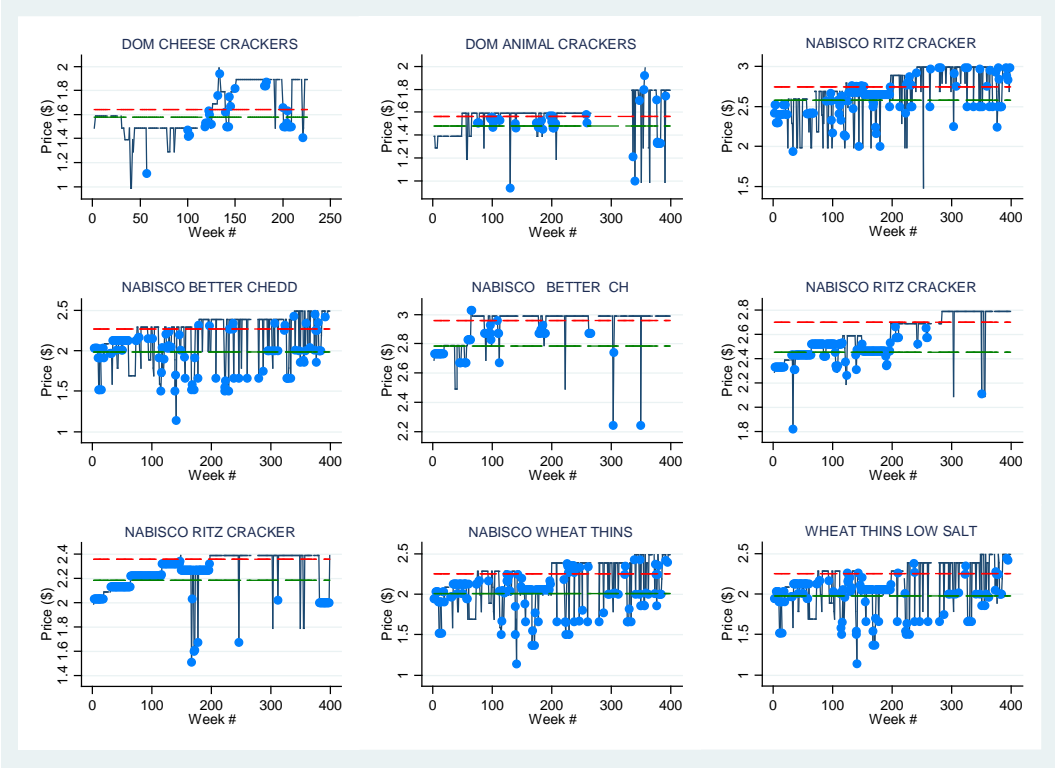 DOM CHEESE CRACKERS
Price ($)
1 1.2 1.4 1.6 1.8 2
0 50 100 150 200 250
Week #
DOM ANIMAL CRACKERS
Price ($)
1 1.2 1.4 1.6 1.8 2
0 100 200 300 400
Week #
NABISCO RITZ CRACKER
Price ($)
1.5 2 2.5 3
0 100 200 300 400
Week #
NABISCO BETTER CHEDD
Price ($)
1 1.5 2 2.5
0 100 200 300 400
Week #
NABISCO BETTER CH
Price ($)
2.2 2.4 2.6 2.8 3
0 100 200 300 400
Week #
NABISCO RITZ CRACKER
Price ($)
1.8 2 2.2 2.4 2.6 2.8
0 100 200 300 400
Week #
NABISCO RITZ CRACKER
Price ($)
1.4 1.6 1.8 2 2.2 2.4
0 100 200 300 400
Week #
NABISCO WHEAT THINS
Price ($)
1 1.5 2 2.5
0 100 200 300 400
Week #
WHEAT THINS LOW SALT
Price ($)
1 1.5 2 2.5
0 100 200 300 400
Week #